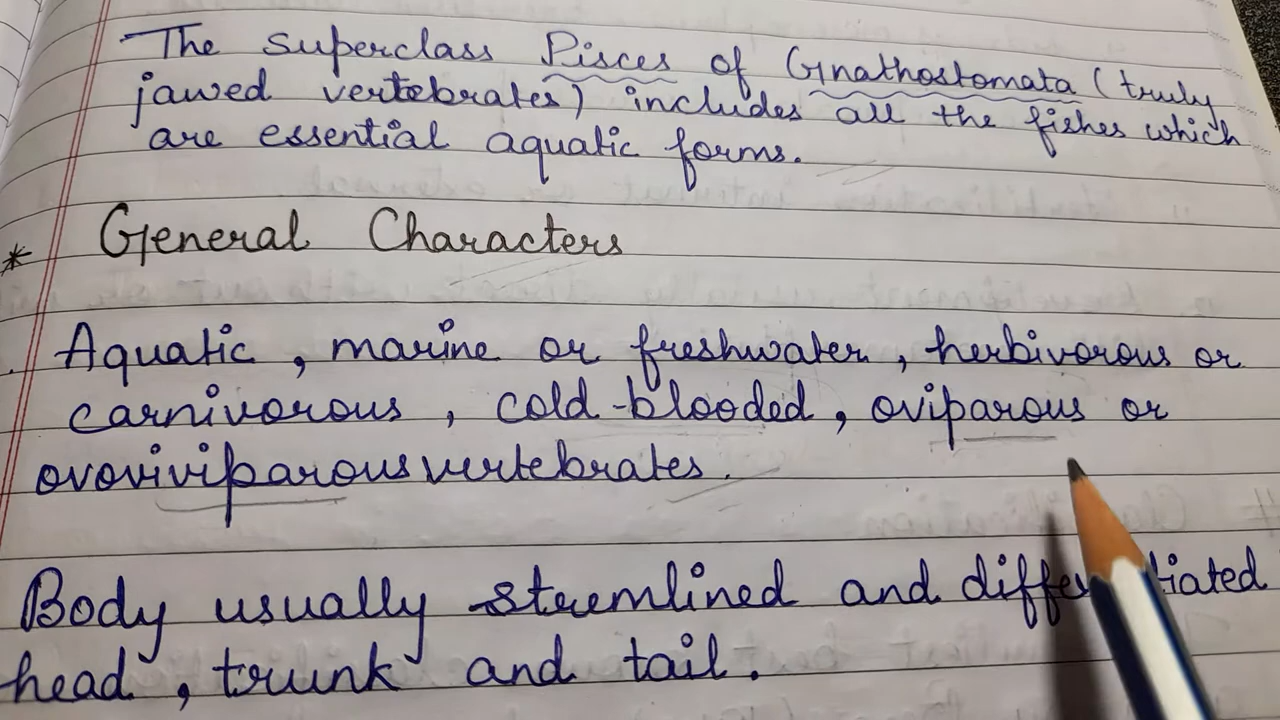 The superclass Pisces of Gnathostomata (truly
jawed vertebrates) includes all the fishes which
are essential aquatic forms.
* General Characters
Aquatic, marine or freshwater, herbivorous or
carnivorous, cold-blooded, oviparous or
ovoviviparous vertebrates.
Body usually stremlined and
head, trunk and tail.